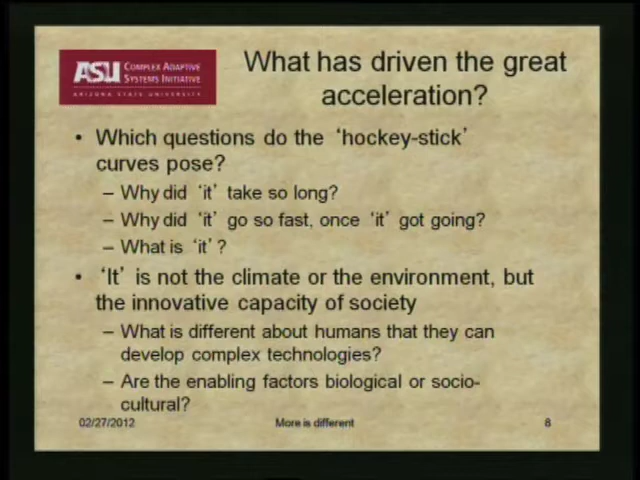 ASU COMPLEX ADAPTIVE
SYSTEMS INITIATIVE
ARIZONA STATE UNIVERSITY
What has driven the great
acceleration?
• Which questions do the ‘hockey-stick’
curves pose?
– Why did ‘it’ take so long?
– Why did ‘it’ go so fast, once ‘it’ got going?
– What is ‘it’?
• ‘It’ is not the climate or the environment, but
the innovative capacity of society
– What is different about humans that they can
develop complex technologies?
– Are the enabling factors biological or socio-
cultural?
02/27/2012 More is different 8